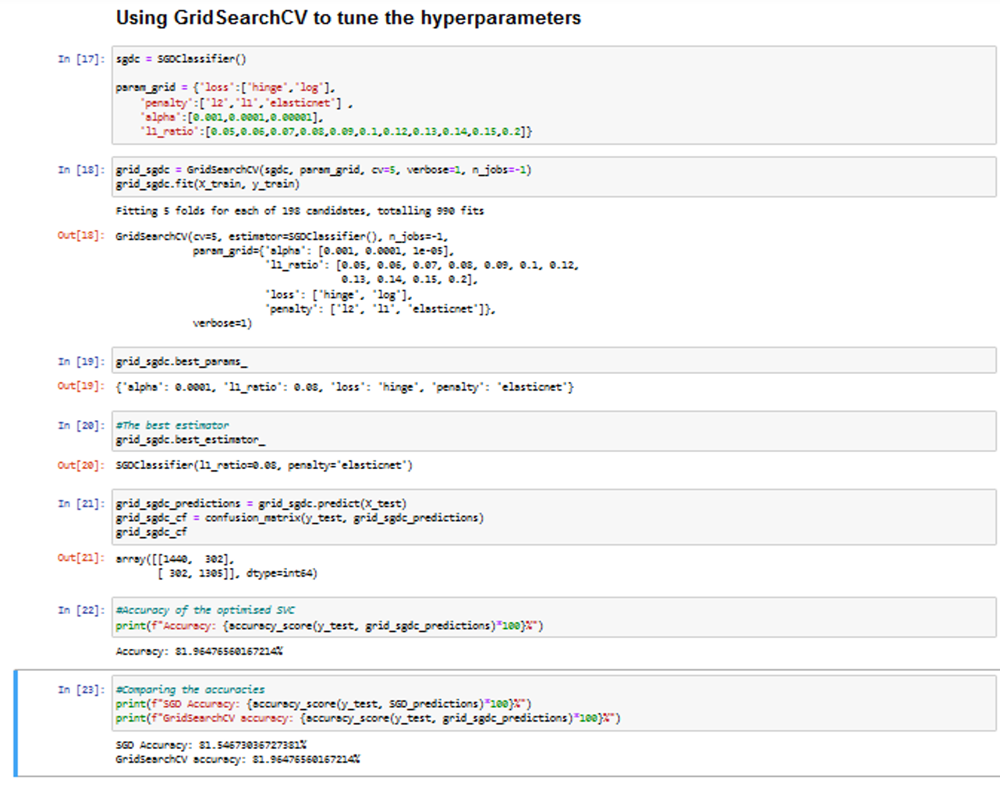 Using GridSearchCV to tune the hyperparameters
In [17]: sgdc = SGDClassifier()
param_grid = {'loss':['hinge','log'],
'penalty':['l2','l1','elasticnet'] ,
'alpha':[0.001,0.0001,0.00001],
'l1_ratio':[0.05,0.06,0.07,0.08,0.09,0.1,0.12,0.13,0.14,0.15,0.2]}
In [18]: grid_sgdc = GridSearchCV(sgdc, param_grid, cv=5, verbose=1, n_jobs=-1)
grid_sgdc.fit(X_train, y_train)
Fitting 5 folds for each of 198 candidates, totalling 990 fits
Out[18]: GridSearchCV(cv=5, estimator=SGDClassifier(), n_jobs=-1,
param_grid={'alpha': [0.001, 0.0001, 1e-05],
'l1_ratio': [0.05, 0.06, 0.07, 0.08, 0.09, 0.1, 0.12,
0.13, 0.14, 0.15, 0.2],
'loss': ['hinge', 'log'],
'penalty': ['l2', 'l1', 'elasticnet']},
verbose=1)
In [19]: grid_sgdc.best_params_
Out[19]: {'alpha': 0.0001, 'l1_ratio': 0.08, 'loss': 'hinge', 'penalty': 'elasticnet'}
In [20]: #The best estimator
grid_sgdc.best_estimator_
Out[20]: SGDClassifier(l1_ratio=0.08, penalty='elasticnet')
In [21]: grid_sgdc_predictions = grid_sgdc.predict(X_test)
grid_sgdc_cf = confusion_matrix(y_test, grid_sgdc_predictions)
grid_sgdc_cf
Out[21]: array([[1440, 302],
[ 302, 1305]], dtype=int64)
In [22]: #Accuracy of the optimised SVC
print(f"Accuracy: {accuracy_score(y_test, grid_sgdc_predictions)*100}%")
Accuracy: 81.96476560167214%
In [23]: #Comparing the accuracies
print(f"SGD Accuracy: {accuracy_score(y_test, SGD_predictions)*100}%")
print(f"GridSearchCV accuracy: {accuracy_score(y_test, grid_sgdc_predictions)*100}%")
SGD Accuracy: 81.54673036727381%
GridSearchCV accuracy: 81.96476560167214%